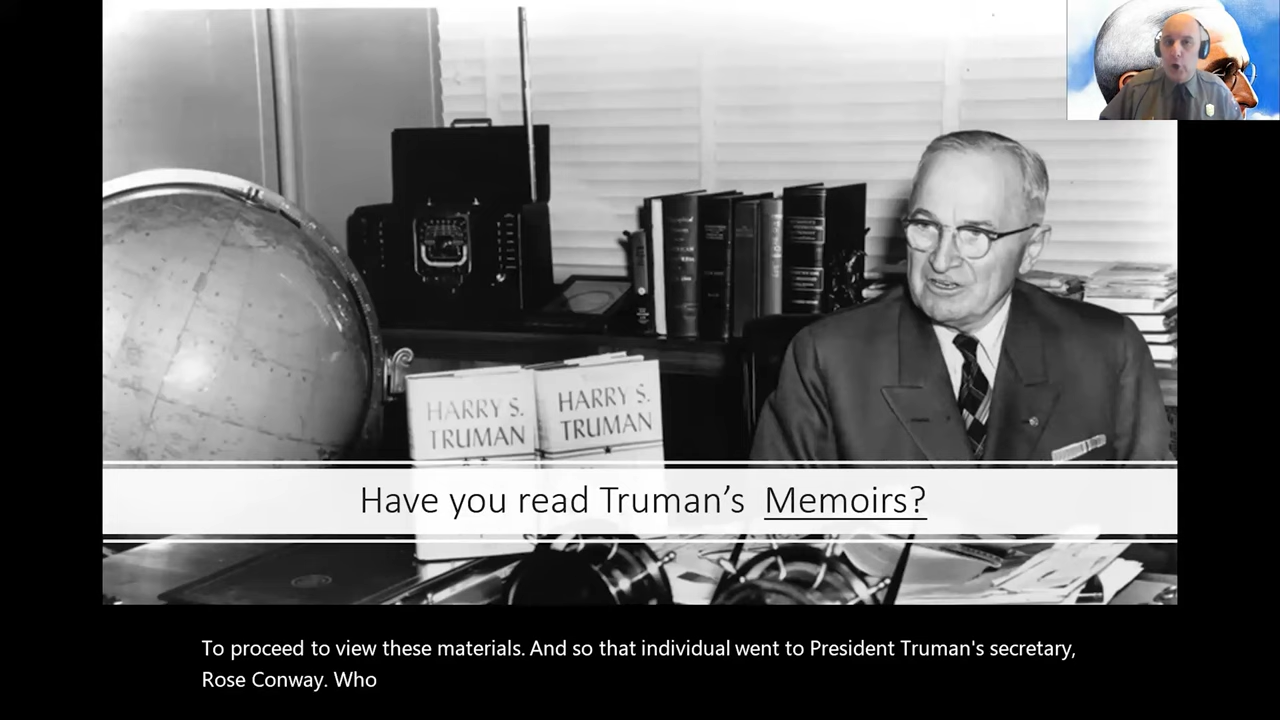 HARRY S.
TRUMAN
HARRY S.
TRUMAN
Have you read Truman’s Memoirs?
To proceed to view these materials. And so that individual went to President Truman's secretary,
Rose Conway. Who